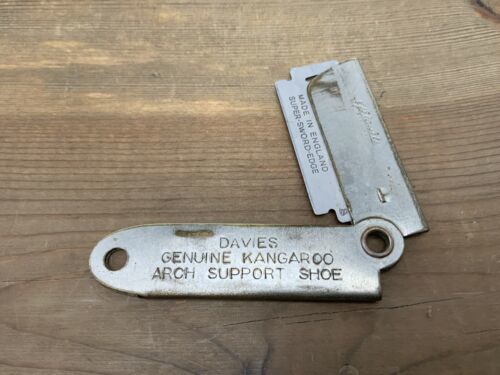 MADE IN ENGLAND
SUPER-SWORD-EDGE
DAVIES
GENUINE KANGAROO
ARCH SUPPORT SHOE